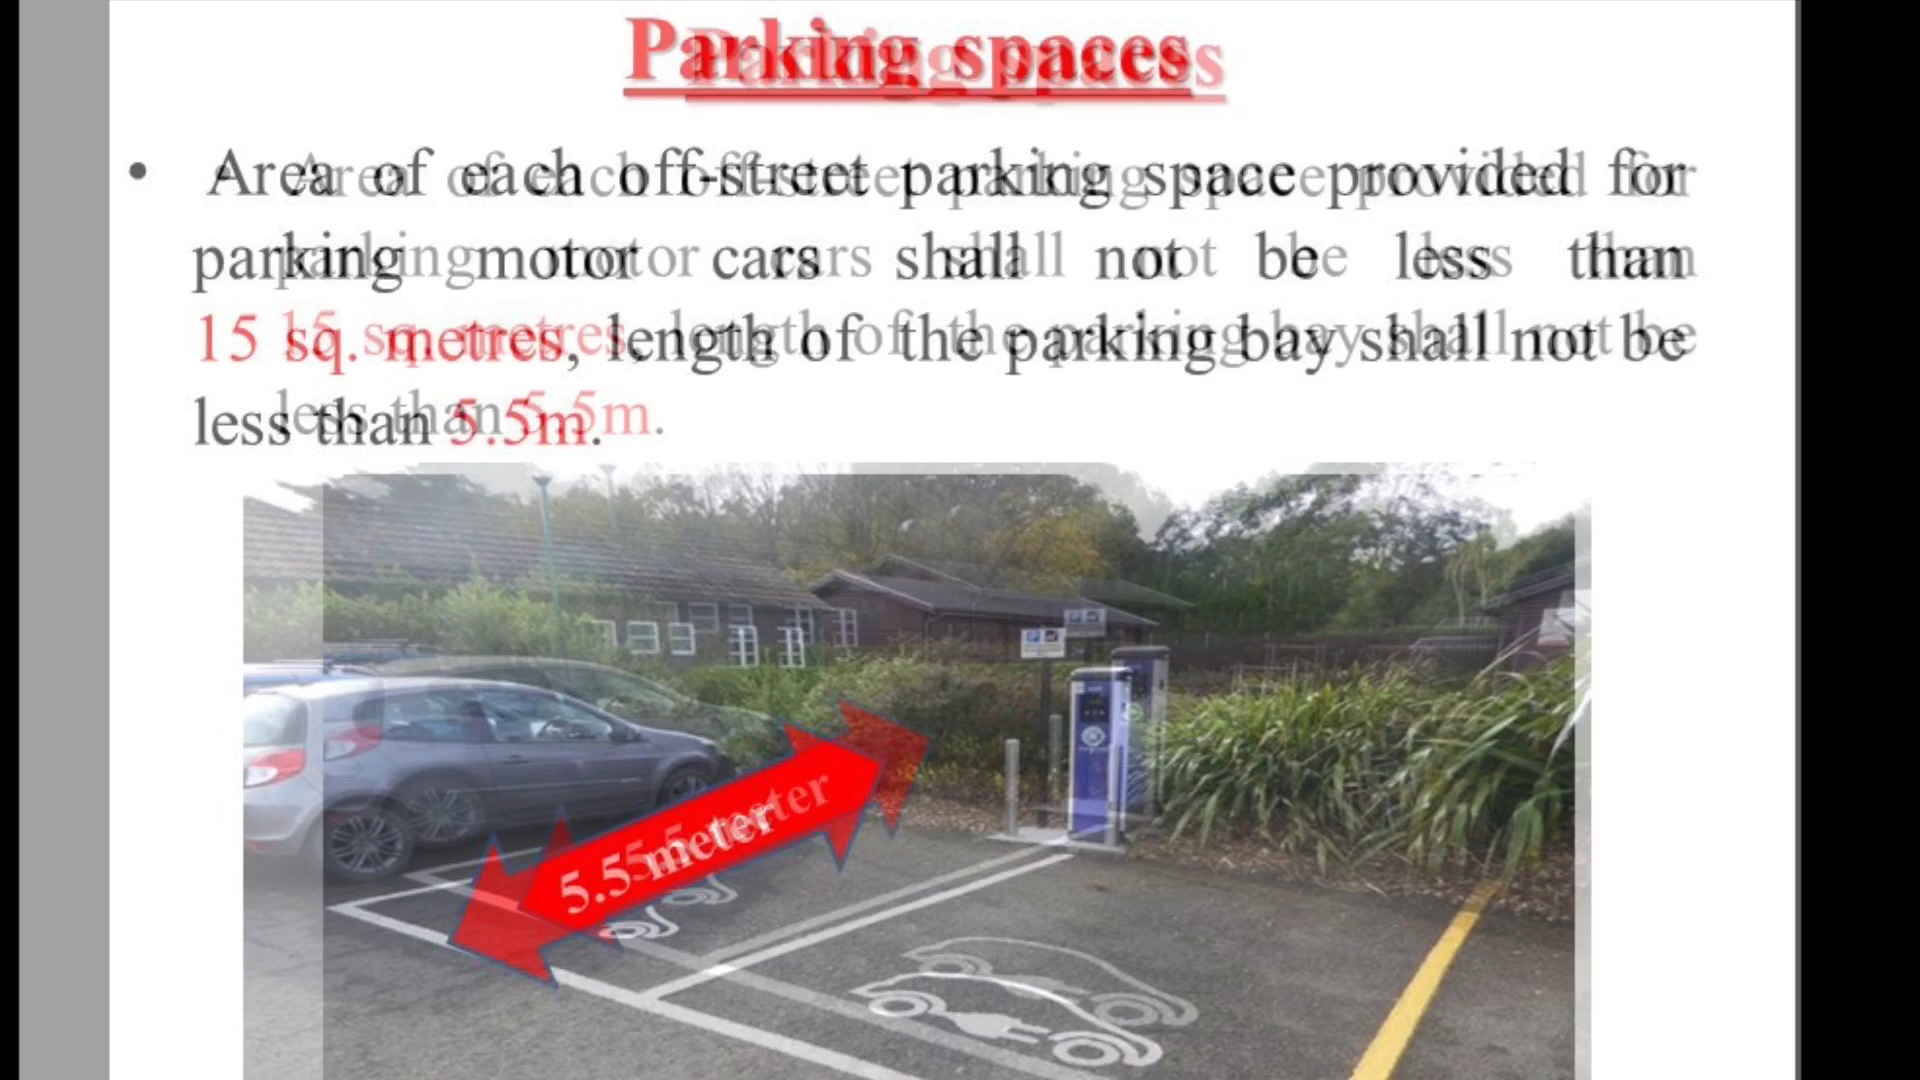 Parking spaces
• Area of each off-street parking space provided for
parking motor cars shall not be less than
15 sq. metres, length of the parking bay shall not be
less than 5.5m.
5.5 meter